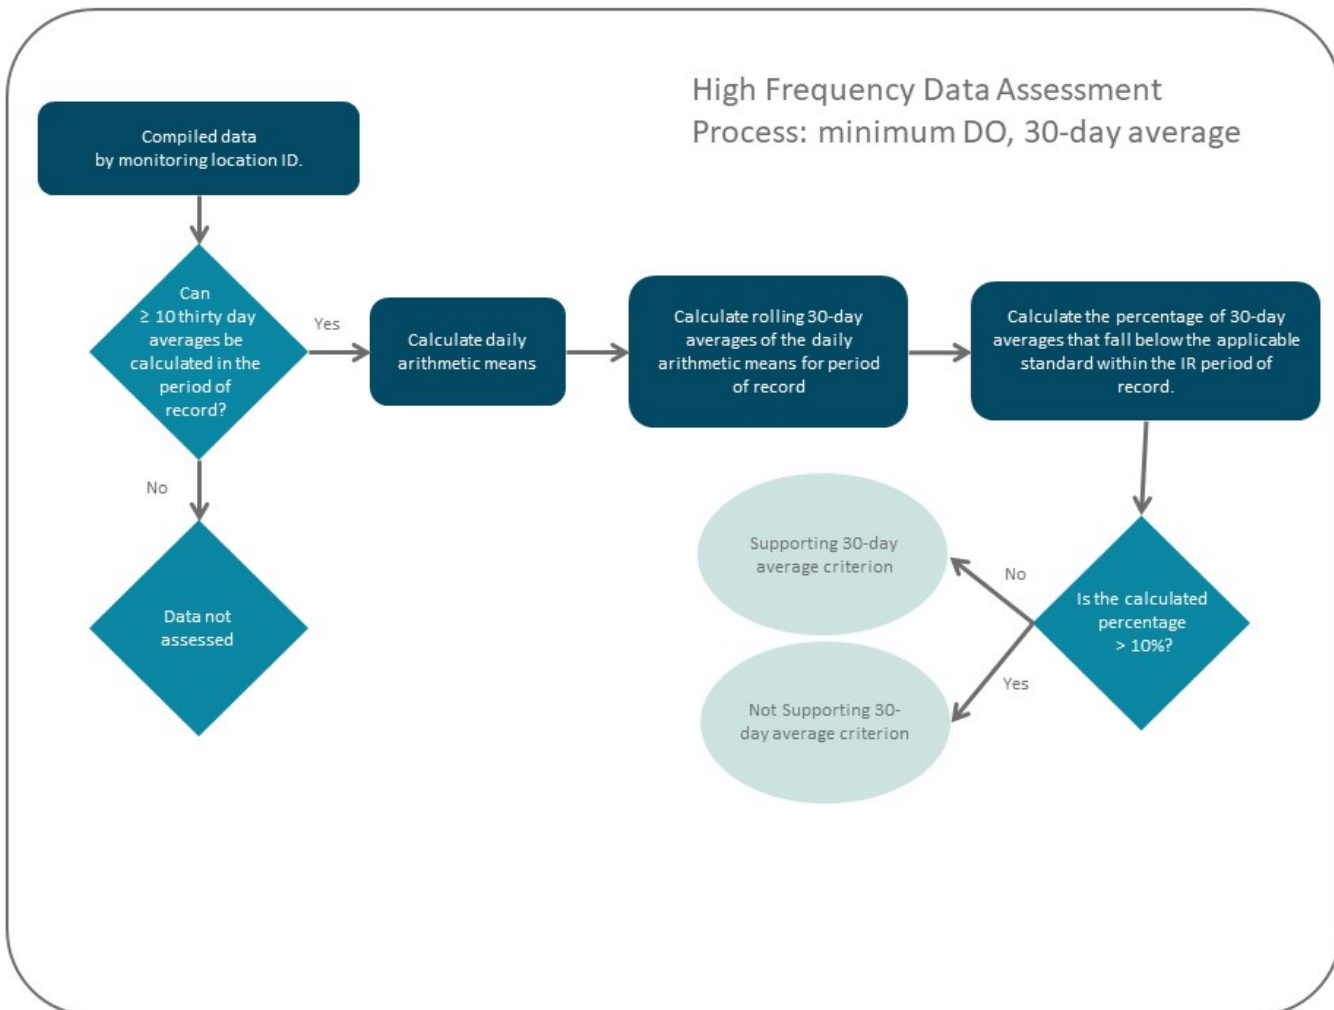 High Frequency Data Assessment
Process: minimum DO, 30-day average
Compiled data
by monitoring location ID.
Can
≥ 10 thirty day
averages be
calculated in the
period of
record?
Yes
No
Data not
assessed
Calculate daily
arithmetic means
Calculate rolling 30-day
averages of the daily
arithmetic means for period
of record
Calculate the percentage of 30-day
averages that fall below the applicable
standard within the IR period of
record.
Is the calculated
percentage
> 10%?
No
Supporting 30-day
average criterion
Yes
Not Supporting 30-
day average criterion